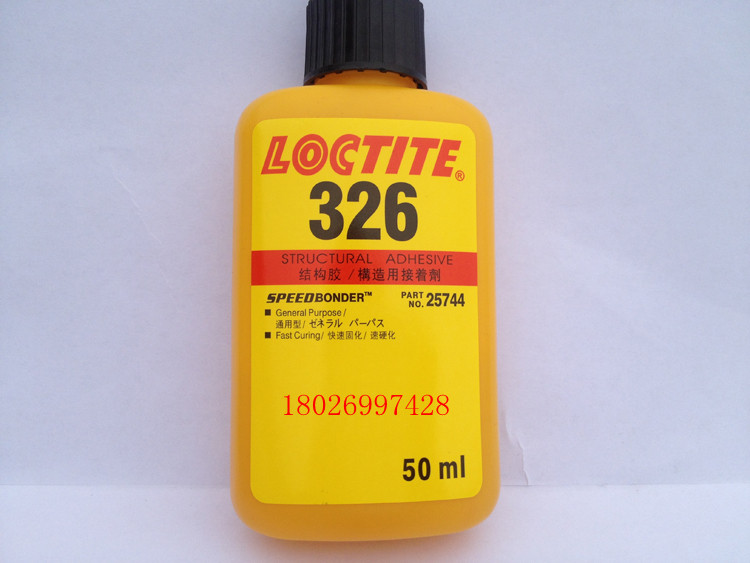 LOCTITE®
326
STRUCTURAL ADHESIVE
结构胶 / 構造用接着劑
SPEEDBONDER™ PART NO. 25744
■ General Purpose /
通用型 / ゼネラル パーパス
■ Fast Curing / 快速固化 / 速硬化
18026997428
50 ml